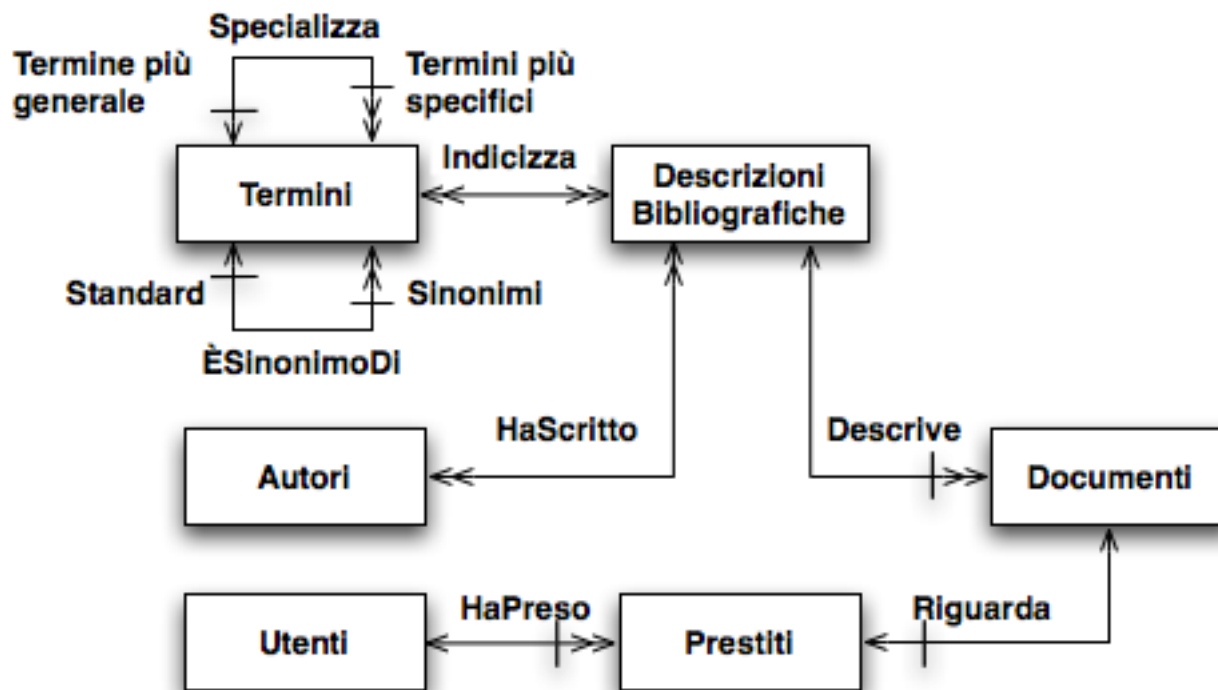 Specializza
Termine più
generale
Termini più
specifici
Indicizza
Termini
Descrizioni
Bibliografiche
Standard
Sinonimi
ÈSinonimoDi
HaScritto
Descrive
Autori
Documenti
HaPreso
Riguarda
Utenti
Prestiti